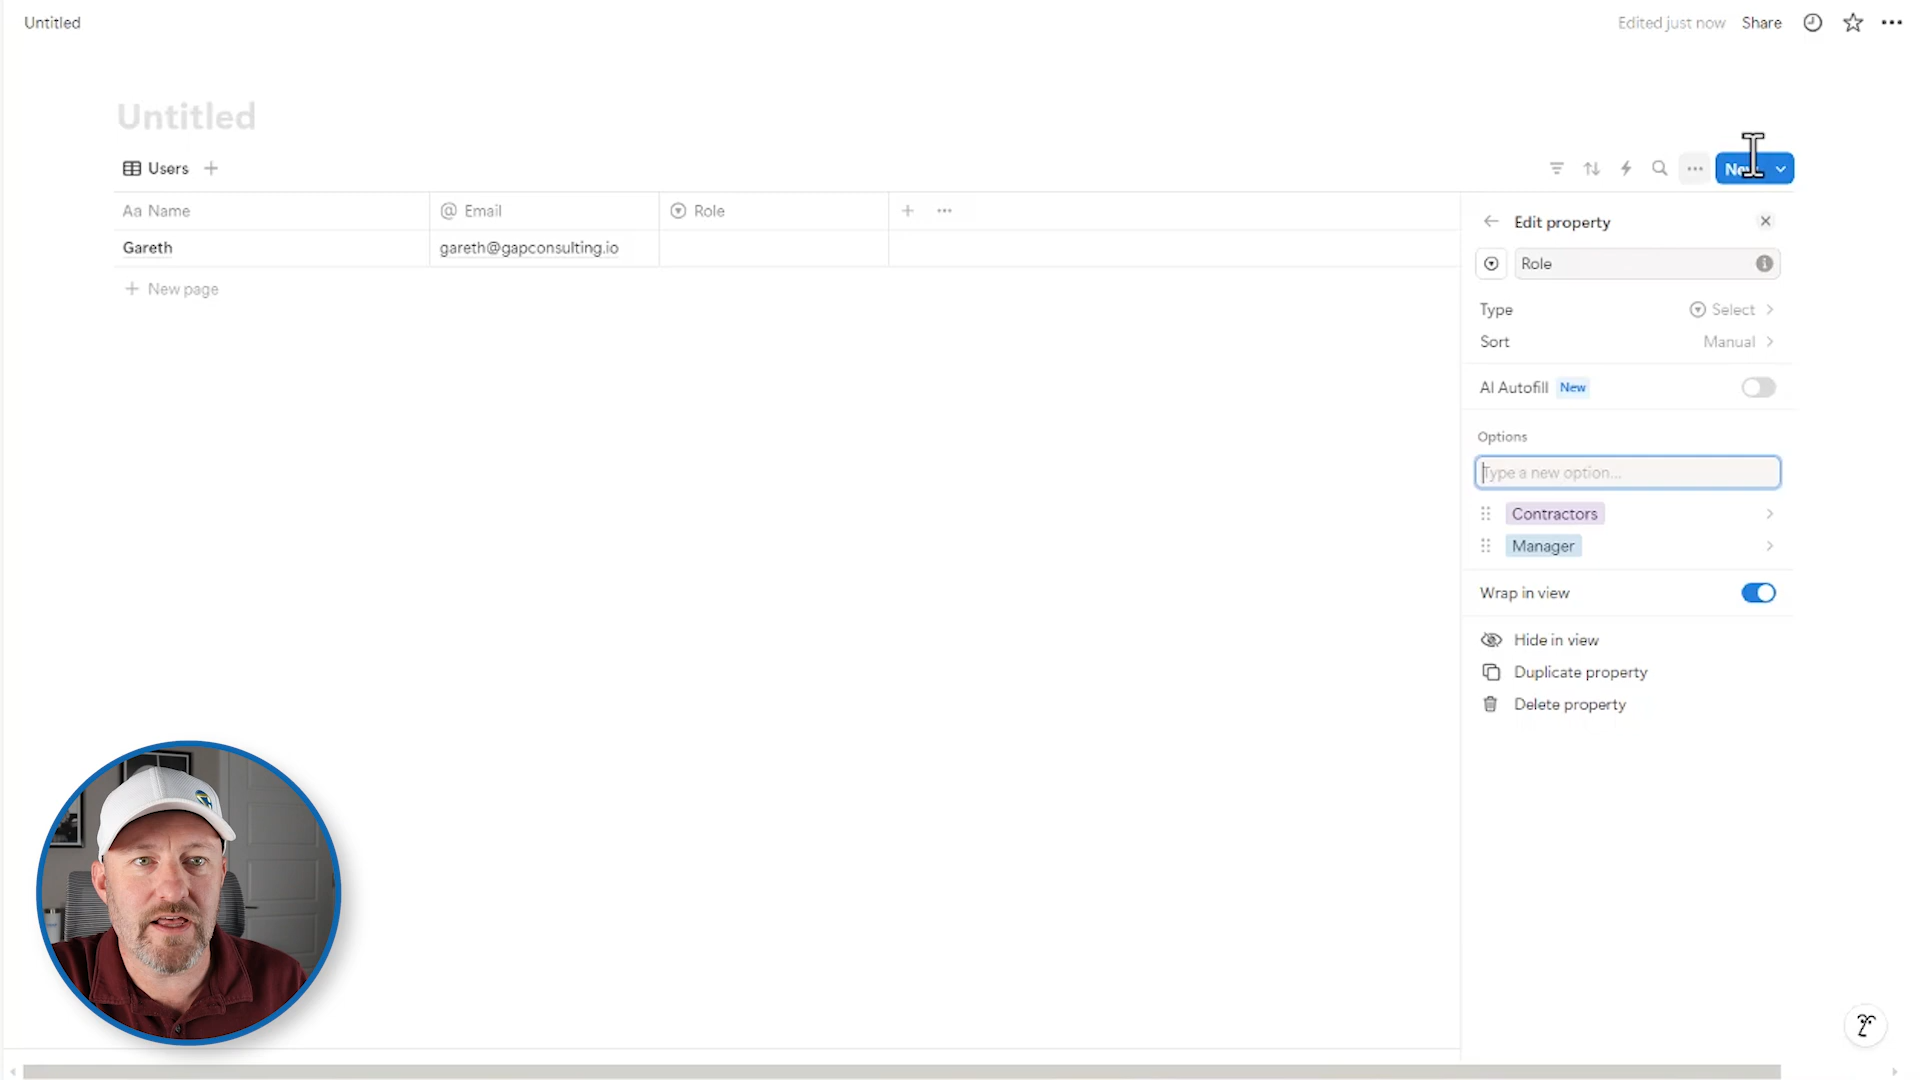 Untitled
Edited just now Share
Untitled
Users
New
Aa Name
@ Email
Role
Edit property
Gareth
gareth@gapconsulting.io
Role
New page
Type
Select
Sort
Manual
AI Autofill New
Options
Type a new option...
Contractors
Manager
Wrap in view
Hide in view
Duplicate property
Delete property